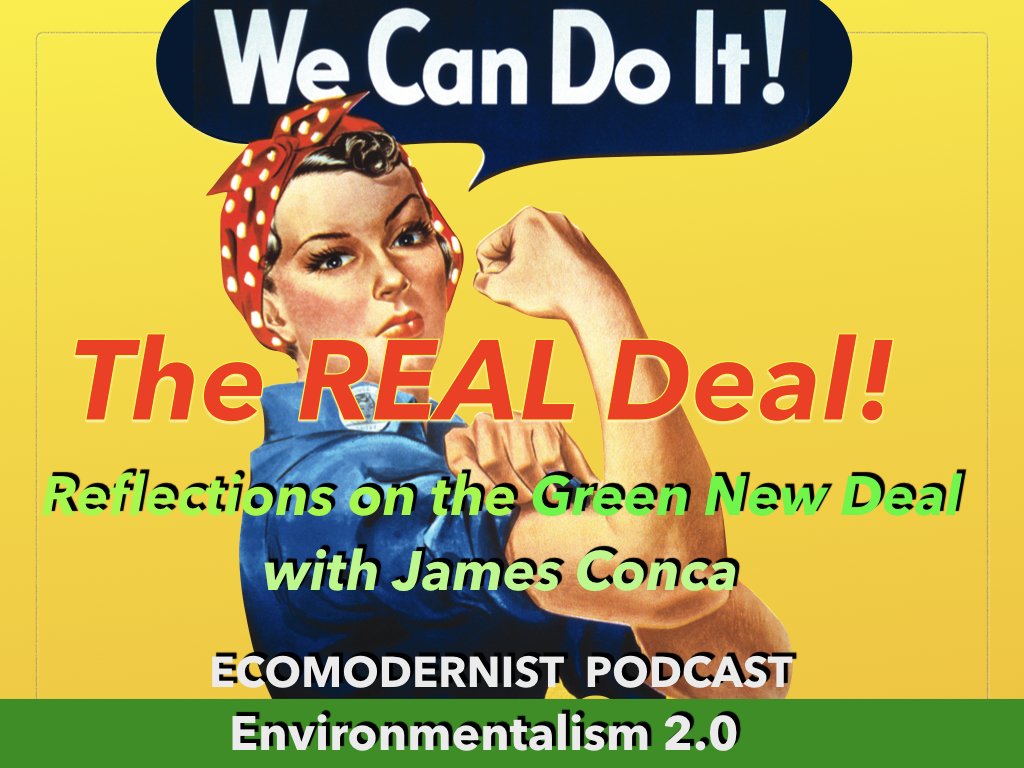 We Can Do It!
The REAL Deal!
Reflections on the Green New Deal
with James Conca
ECOMODERNIST PODCAST
Environmentalism 2.0